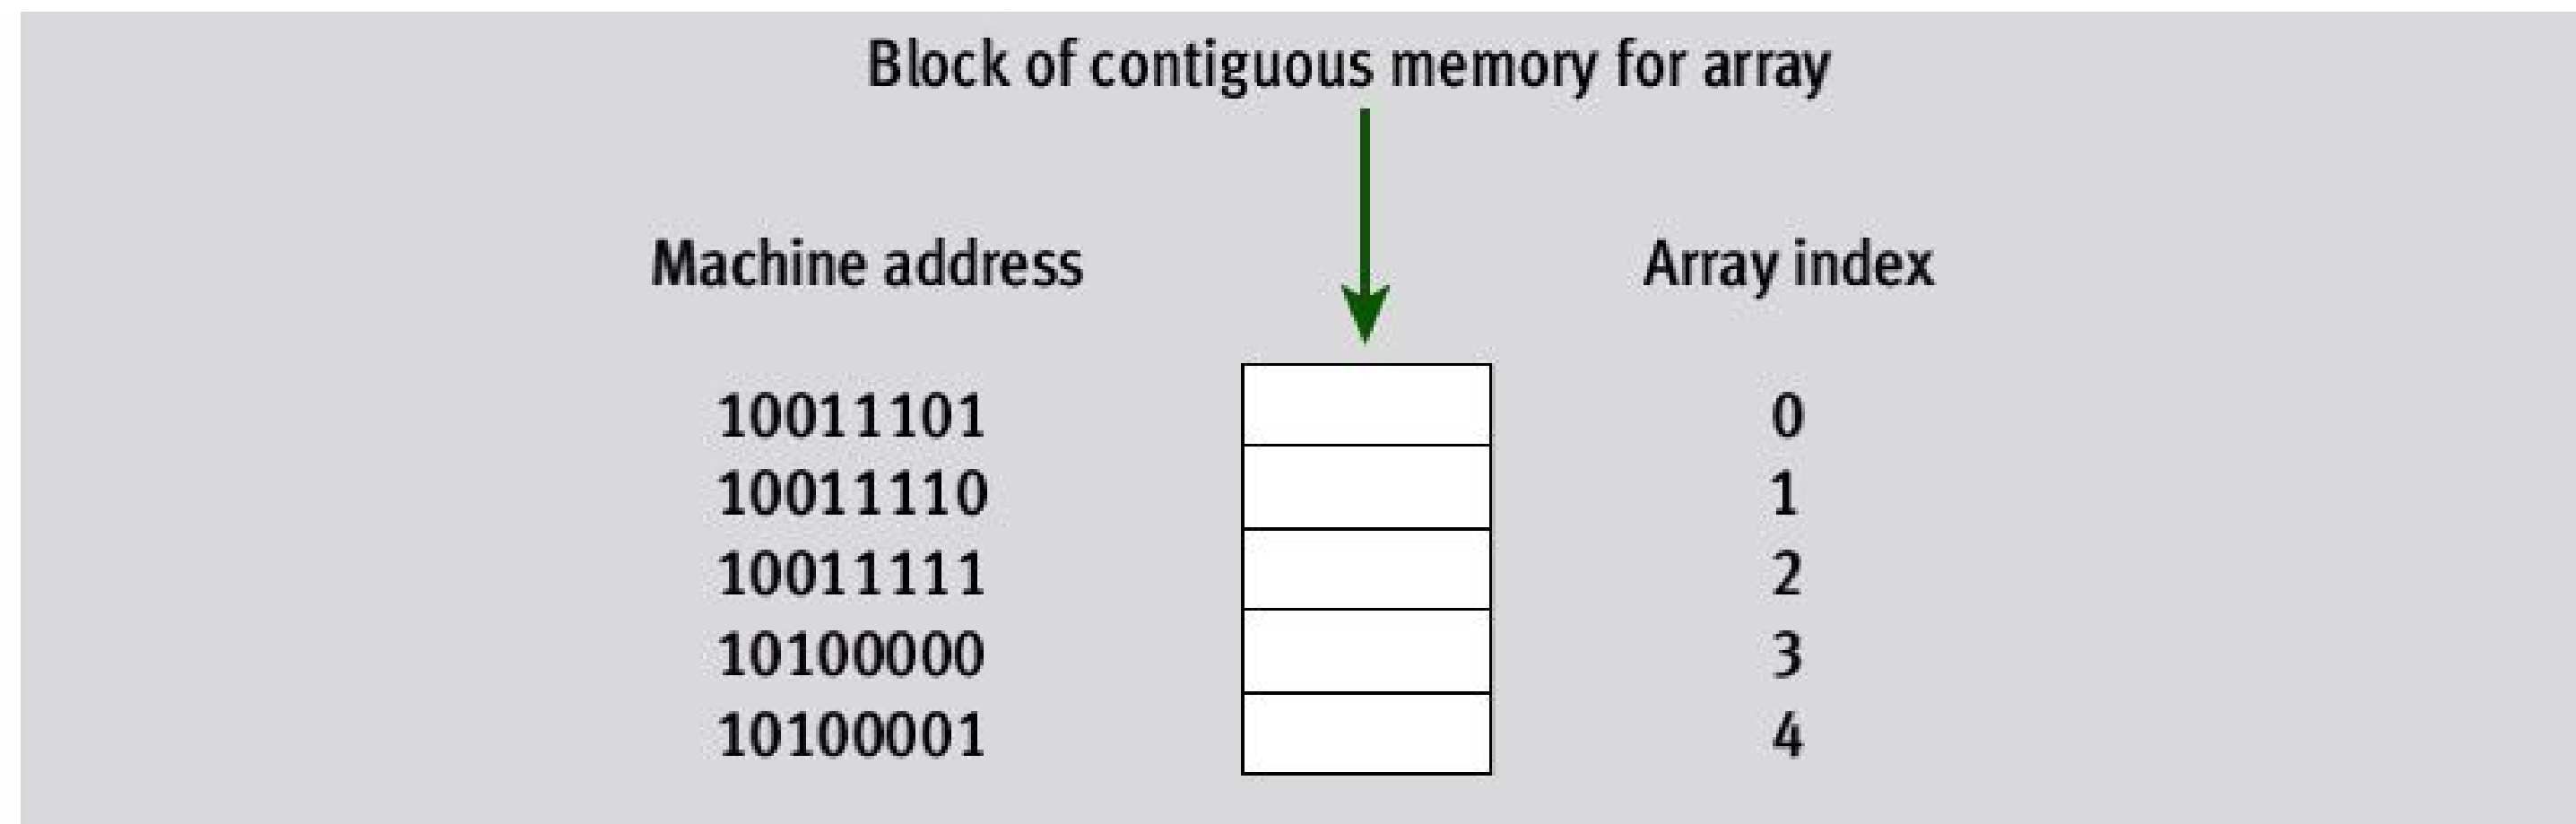 Block of contiguous memory for array
Machine address Array index
10011101 0
10011110 1
10011111 2
10100000 3
10100001 4